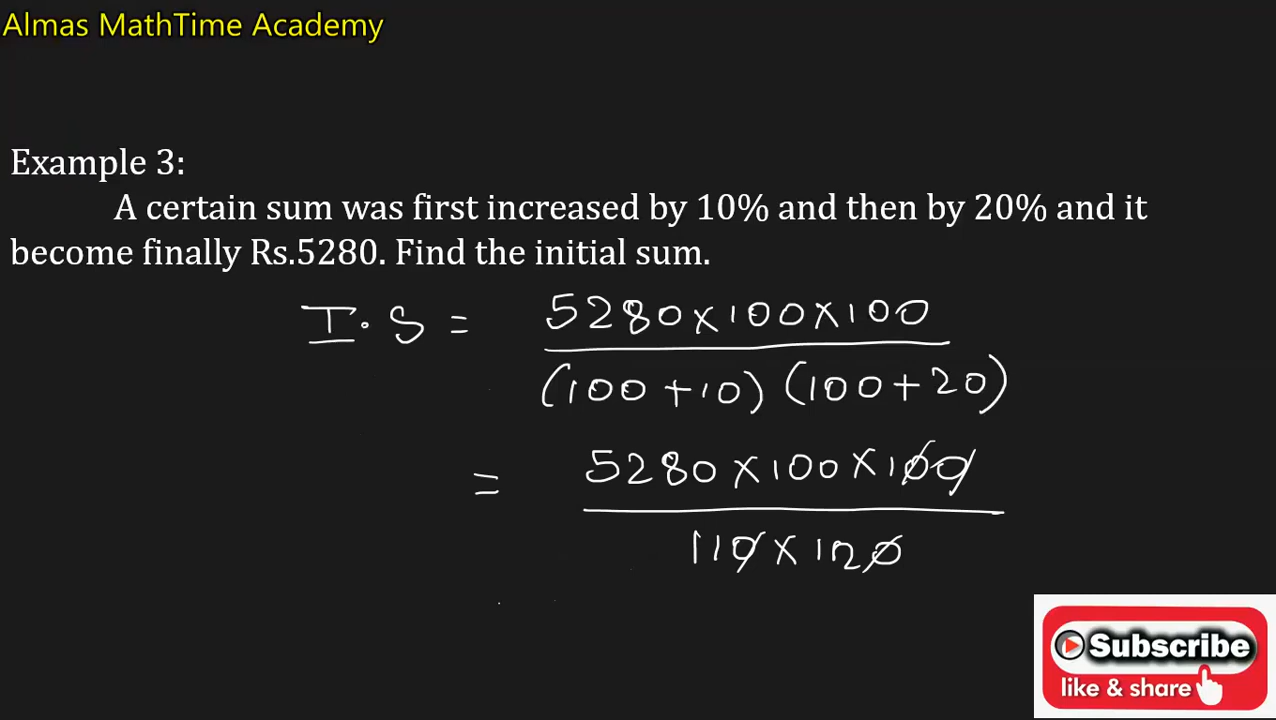 Almas MathTime Academy
Example 3:
A certain sum was first increased by 10% and then by 20% and it
become finally Rs.5280. Find the initial sum.
I.S = 5280×100×100
(100+10) (100+20)
= 5280×100×100
110×120
Subscribe
like & share